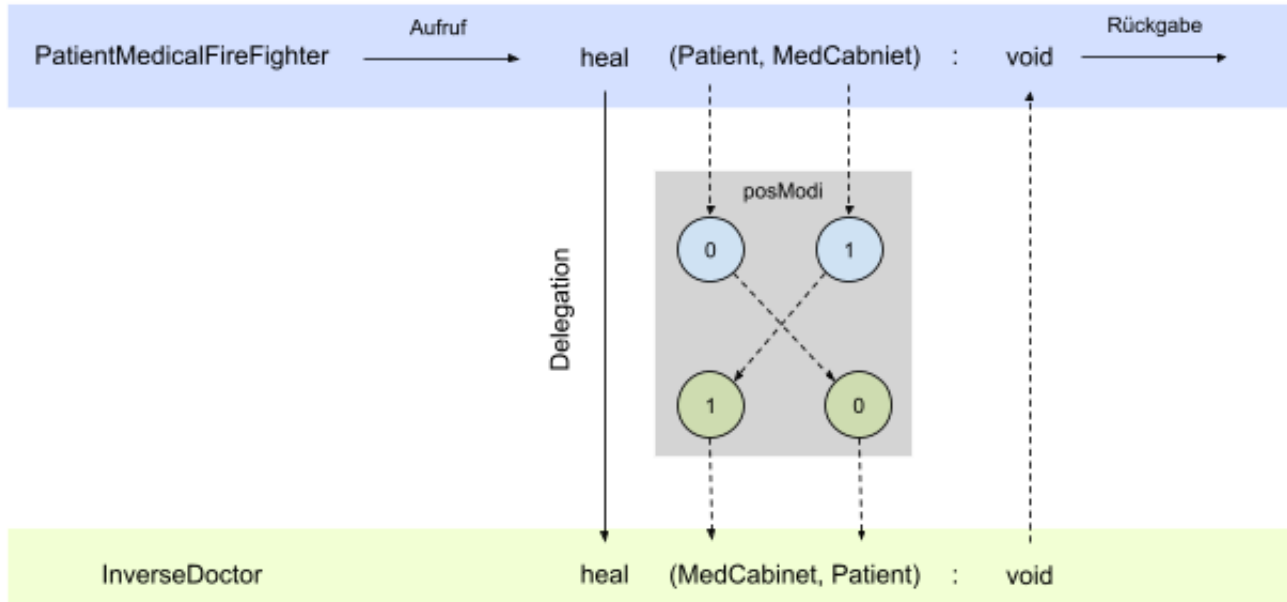 PatientMedicalFireFighter Aufruf heal (Patient, MedCabniet) : void Rückgabe
posModi
0 1
Delegation
1 0
InverseDoctor heal (MedCabinet, Patient) : void